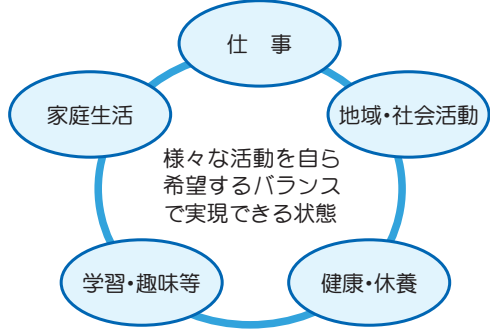 仕　事
家庭生活
地域・社会活動
様々な活動を自ら
希望するバランス
で実現できる状態
学習・趣味等
健康・休養